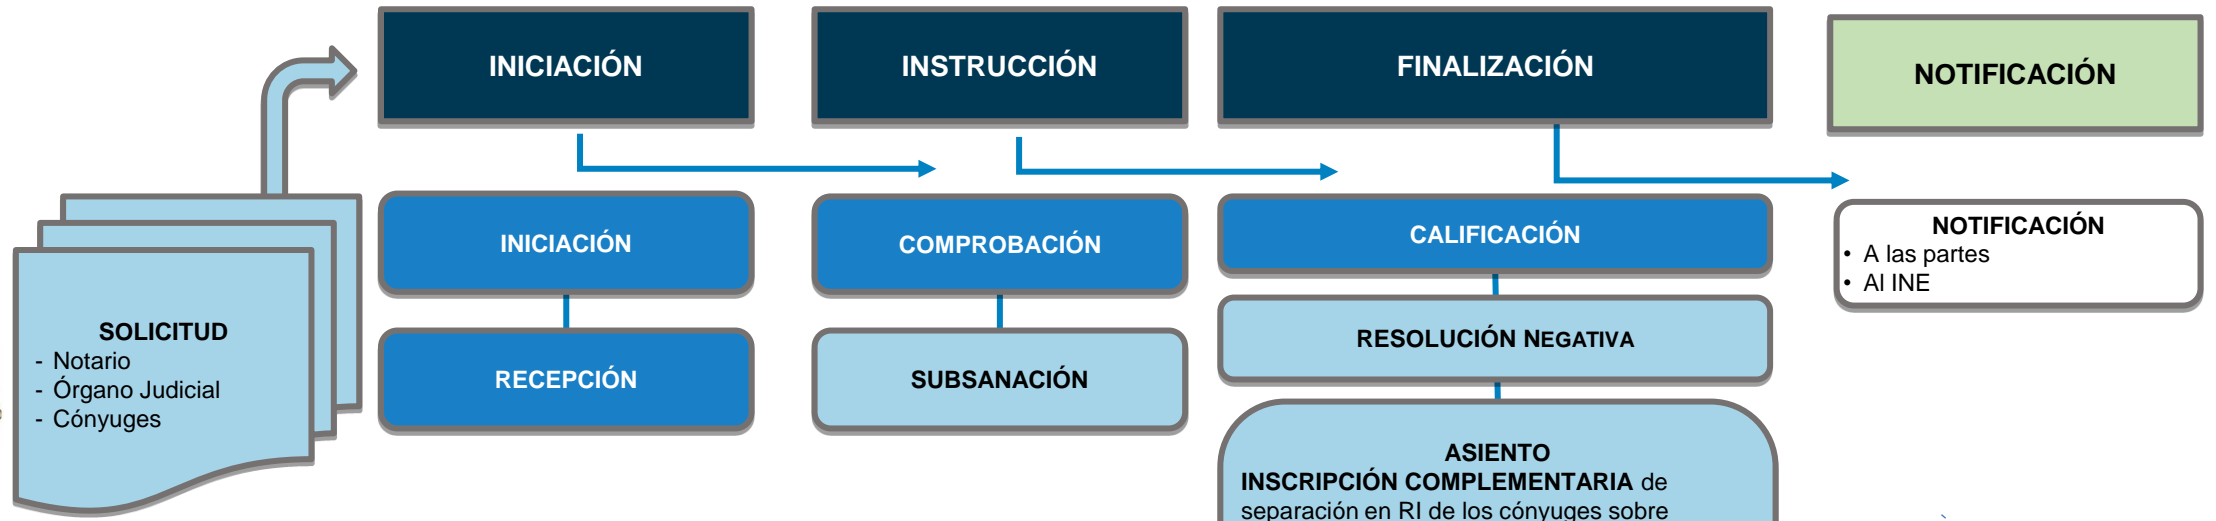 INICIACIÓN
INSTRUCCIÓN
FINALIZACIÓN
NOTIFICACIÓN
SOLICITUD
- Notario
- Órgano Judicial
- Cónyuges
INICIACIÓN
RECEPCIÓN
COMPROBACIÓN
SUBSANACIÓN
CALIFICACIÓN
RESOLUCIÓN NEGATIVA
ASIENTO
INSCRIPCIÓN COMPLEMENTARIA de
separación en RI de los cónyuges sobre
NOTIFICACIÓN
• A las partes
• Al INE